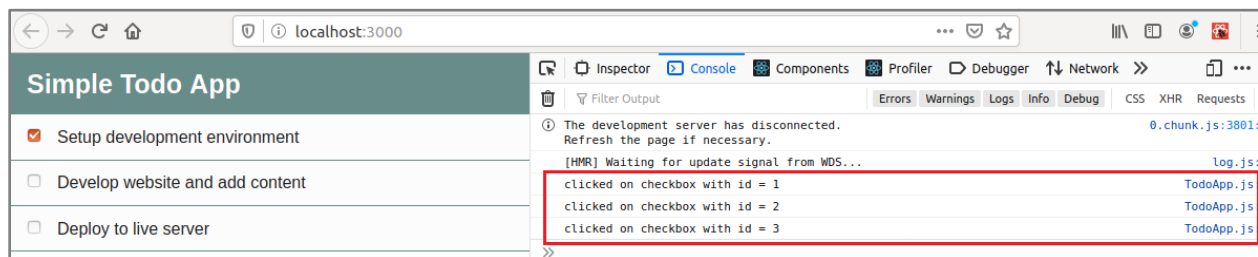 localhost:3000
Simple Todo App
Setup development environment
Develop website and add content
Deploy to live server
Inspector Console Components Profiler Debugger Network
Filter Output Errors Warnings Logs Info Debug CSS XHR Requests
The development server has disconnected. 0.chunk.js:3801:
Refresh the page if necessary.
[HMR] Waiting for update signal from WDS... log.js:
clicked on checkbox with id = 1 TodoApp.js
clicked on checkbox with id = 2 TodoApp.js
clicked on checkbox with id = 3 TodoApp.js